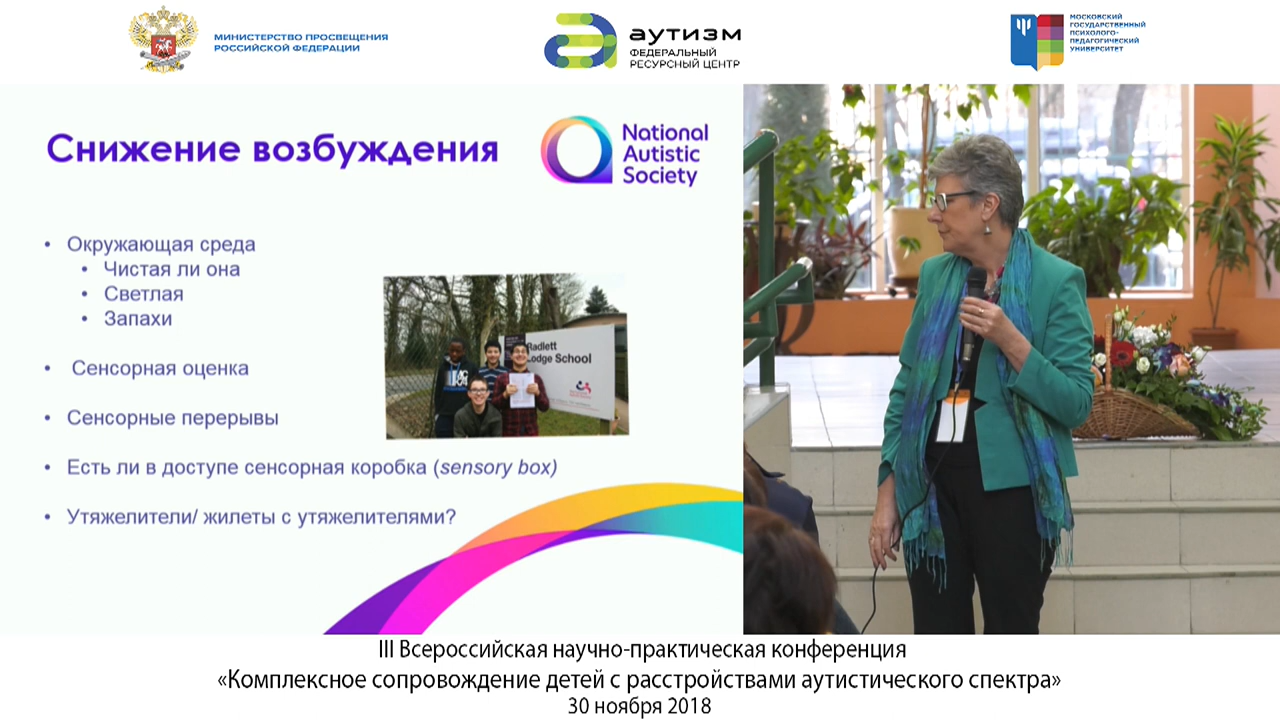 МИНИСТЕРСТВО ПРОСВЕЩЕНИЯ
РОССИЙСКОЙ ФЕДЕРАЦИИ
аутизм
ФЕДЕРАЛЬНЫЙ
РЕСУРСНЫЙ ЦЕНТР
МОСКОВСКИЙ
ГОСУДАРСТВЕННЫЙ
ПСИХОЛОГО-
ПЕДАГОГИЧЕСКИЙ
УНИВЕРСИТЕТ
Снижение возбуждения
National
Autistic
Society
• Окружающая среда
• Чистая ли она
• Светлая
• Запахи
• Сенсорная оценка
• Сенсорные перерывы
• Есть ли в доступе сенсорная коробка (sensory box)
• Утяжелители/ жилеты с утяжелителями?
Radlett
Lodge School
III Всероссийская научно-практическая конференция
«Комплексное сопровождение детей с расстройствами аутистического спектра»
30 ноября 2018